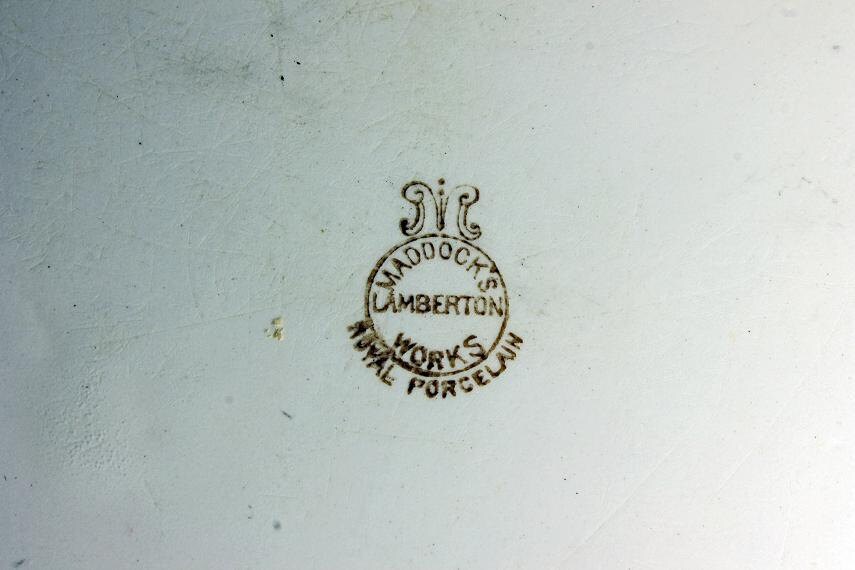 MADDOCK'S
LAMBERTON
WORKS
ROYAL PORCELAIN